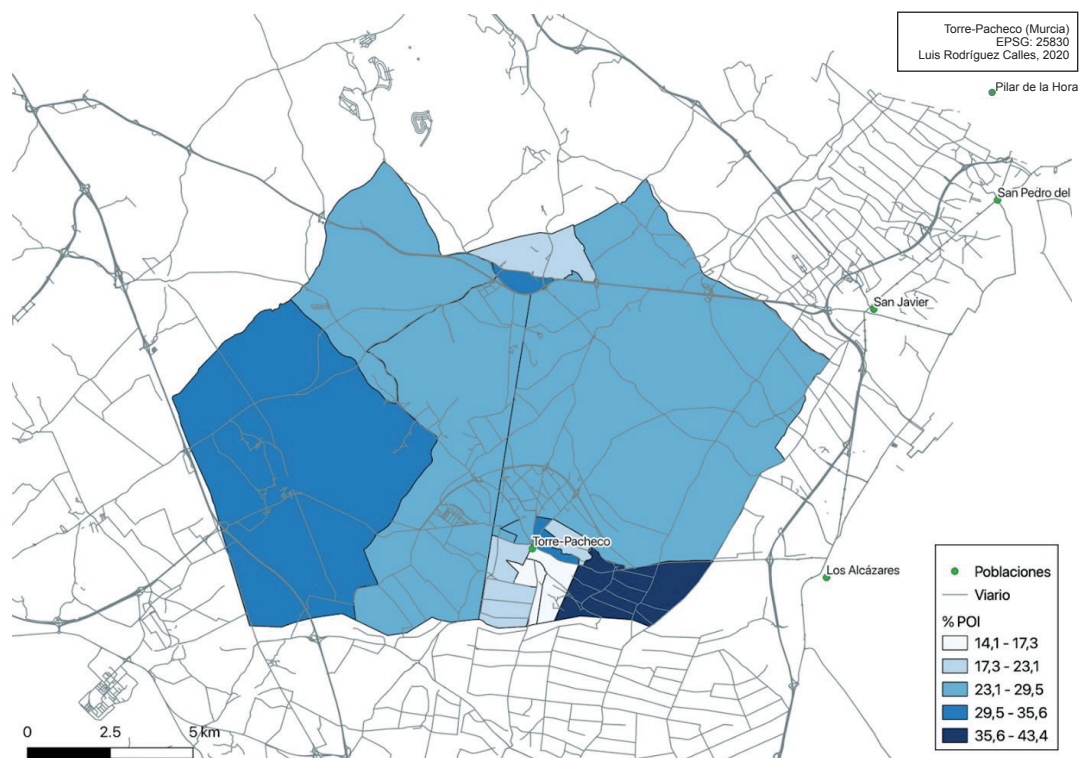 Torre-Pacheco (Murcia)
EPSG: 25830
Luis Rodríguez Calles, 2020
Pilar de la Hora
San Pedro del
San Javier
Torre-Pacheco
Los Alcázares
Poblaciones
Viario
% POI
14,1 - 17,3
17,3 - 23,1
23,1 - 29,5
29,5 - 35,6
35,6 - 43,4
0 2.5 5 km